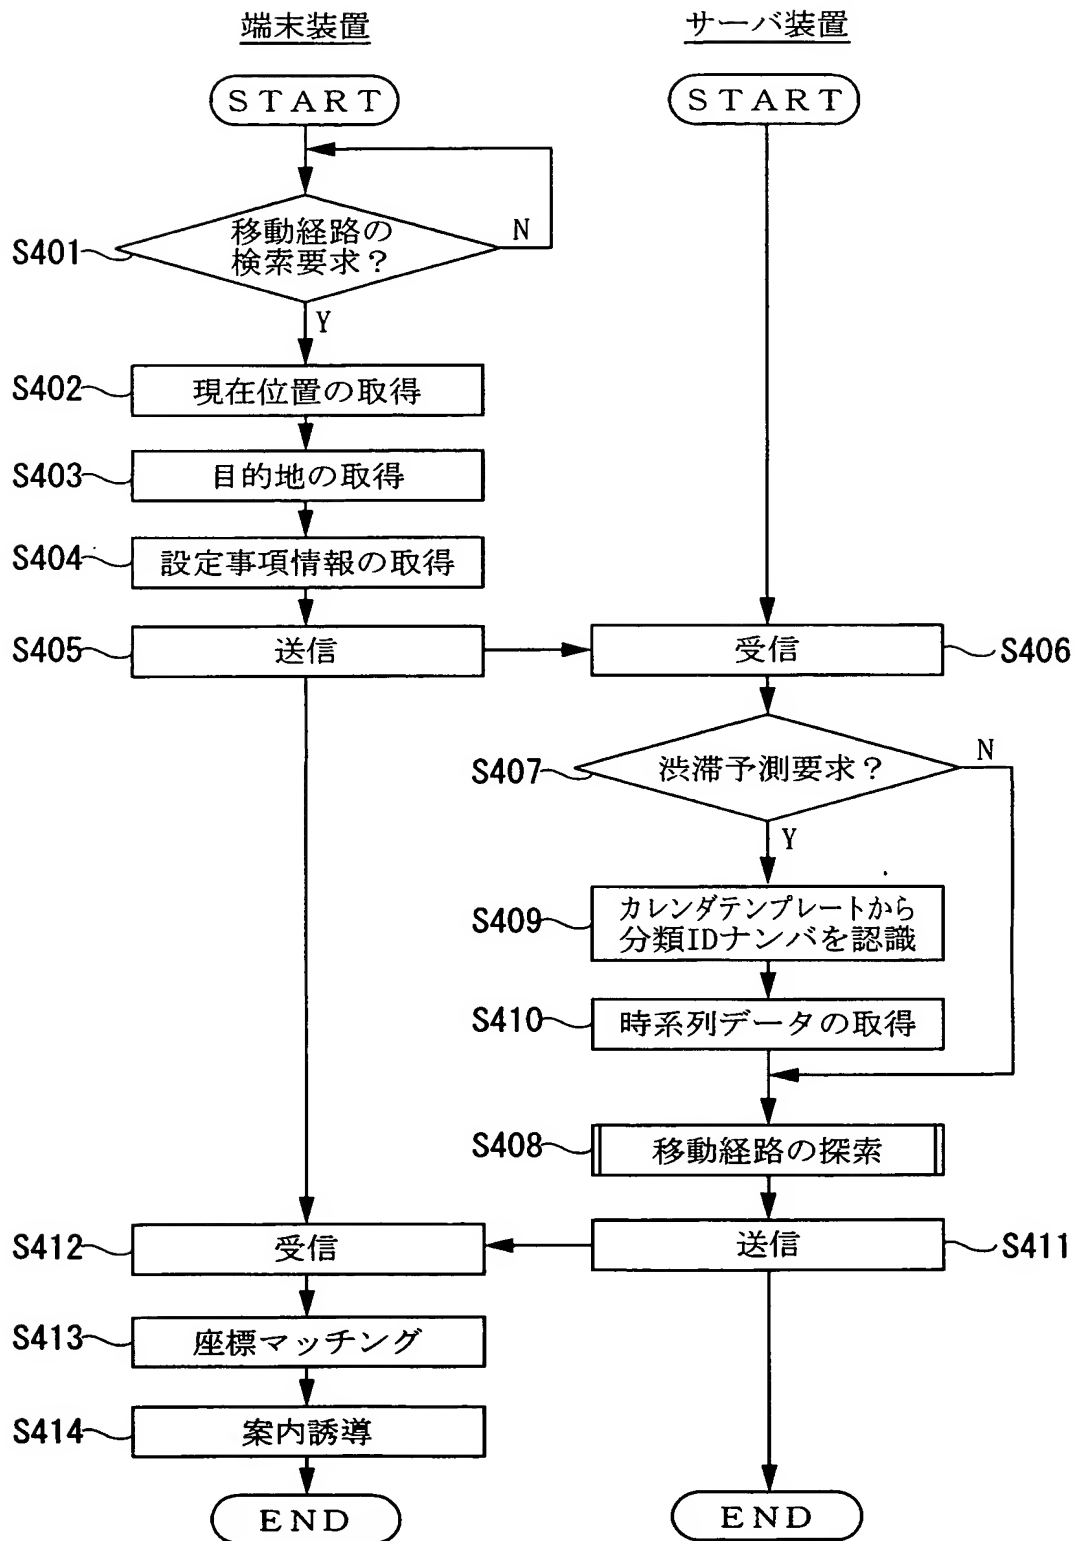 端末装置
サーバ装置
START
START
移動経路の
検索要求？
N
S401
Y
S402
現在位置の取得
S403
目的地の取得
S404
設定事項情報の取得
S405
送信
受信
S406
S407
渋滞予測要求？
N
Y
S409
カレンダテンプレートから
分類IDナンバを認識
S410
時系列データの取得
S408
移動経路の探索
S412
受信
送信
S411
S413
座標マッチング
S414
案内誘導
END
END